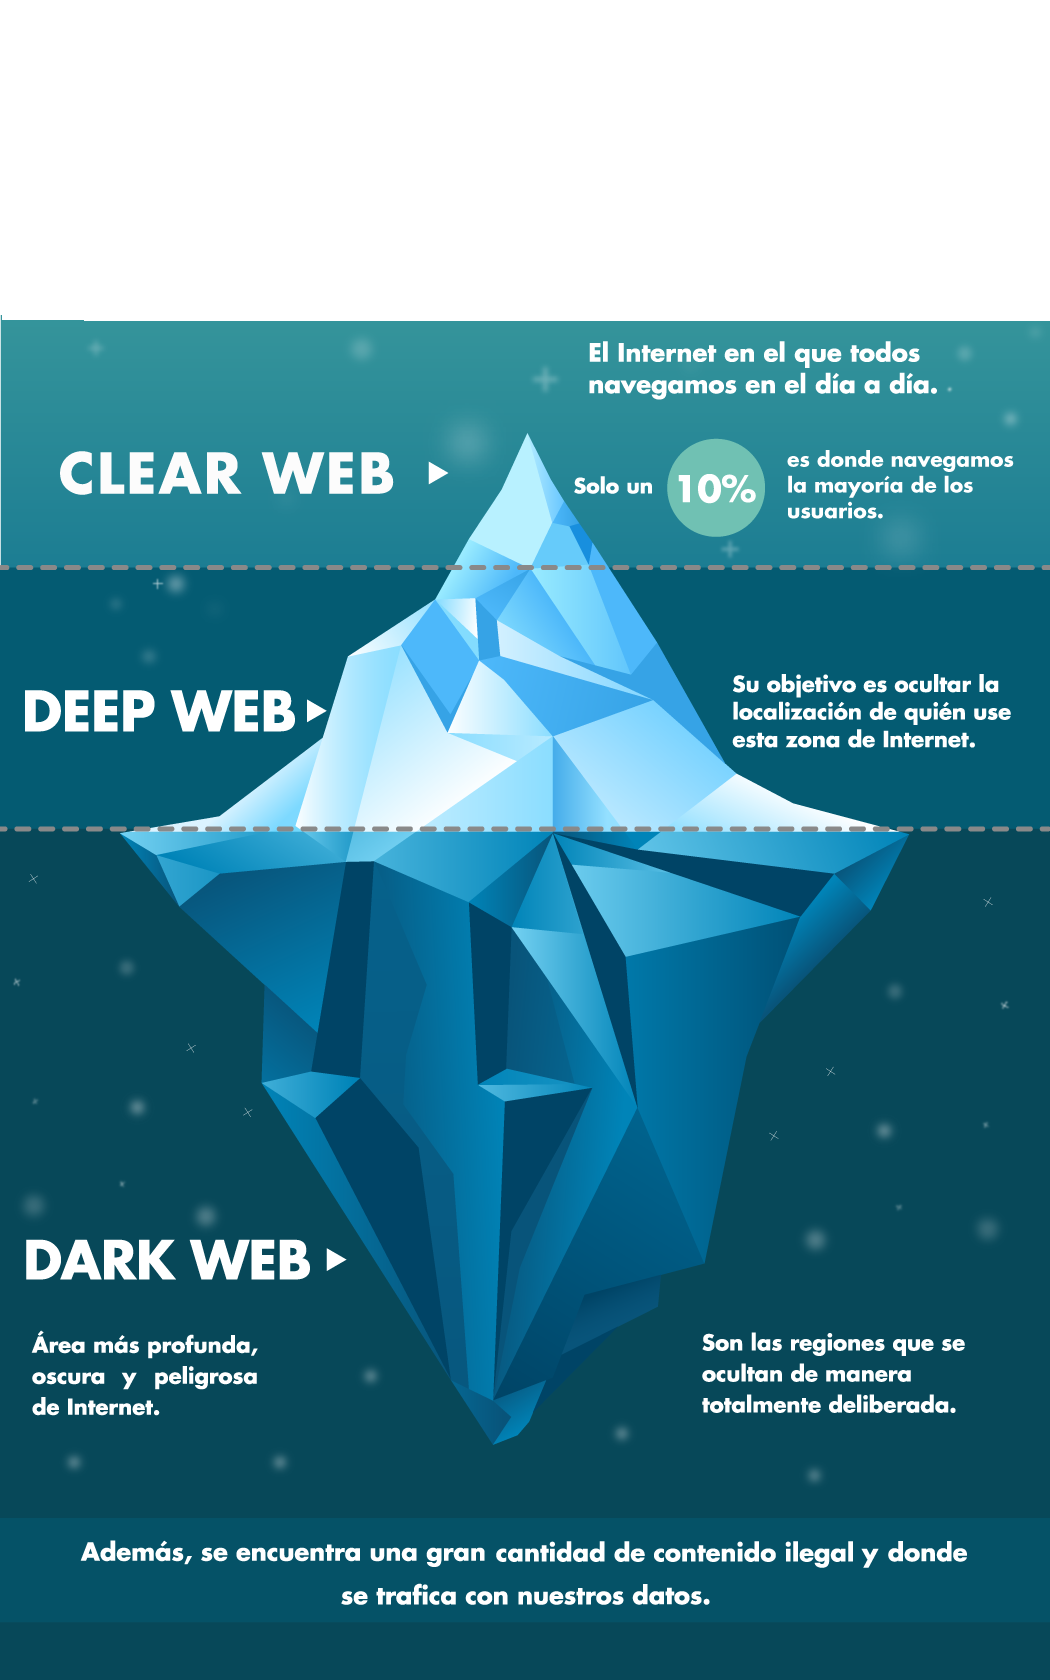 El Internet en el que todos
navegamos en el día a día.
CLEAR WEB
Solo un
10%
es donde navegamos
la mayoría de los
usuarios.
DEEP WEB
Su objetivo es ocultar la
localización de quién use
esta zona de Internet.
DARK WEB
Área más profunda,
oscura y peligrosa
de Internet.
Son las regiones que se
ocultan de manera
totalmente deliberada.
Además, se encuentra una gran cantidad de contenido ilegal y donde
se trafica con nuestros datos.